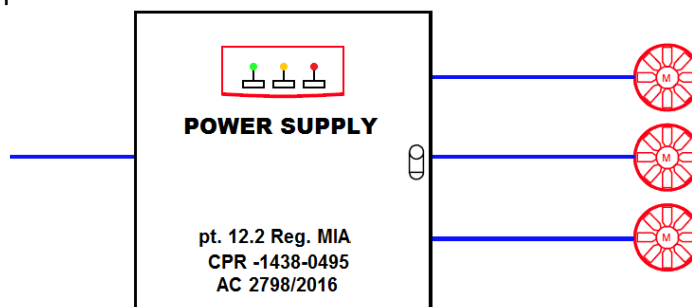 POWER SUPPLY
M
M
M
pt. 12.2 Reg. MIA
CPR -1438-0495
AC 2798/2016